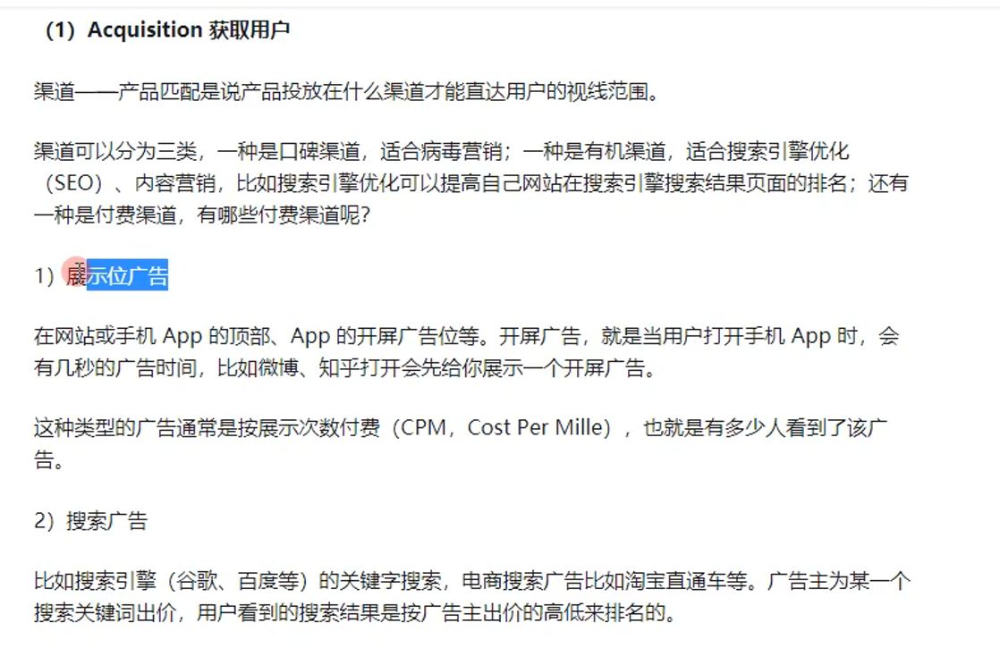 （1）Acquisition 获取用户
渠道——产品匹配是说产品投放在什么渠道才能直达用户的视线范围。
渠道可以分为三类，一种是口碑渠道，适合病毒营销；一种是有机渠道，适合搜索引擎优化
（SEO）、内容营销，比如搜索引擎优化可以提高自己网站在搜索引擎搜索结果页面的排名；还有
一种是付费渠道，有哪些付费渠道呢？
1）展示位广告
在网站或手机 App 的顶部、App 的开屏广告位等。开屏广告，就是当用户打开手机 App 时，会
有几秒的广告时间，比如微博、知乎打开会先给你展示一个开屏广告。
这种类型的广告通常是按展示次数付费（CPM，Cost Per Mille），也就是有多少人看到了该广
告。
2）搜索广告
比如搜索引擎（谷歌、百度等）的关键字搜索，电商搜索广告比如淘宝直通车等。广告主为某一个
搜索关键词出价，用户看到的搜索结果是按广告主出价的高低来排名的。